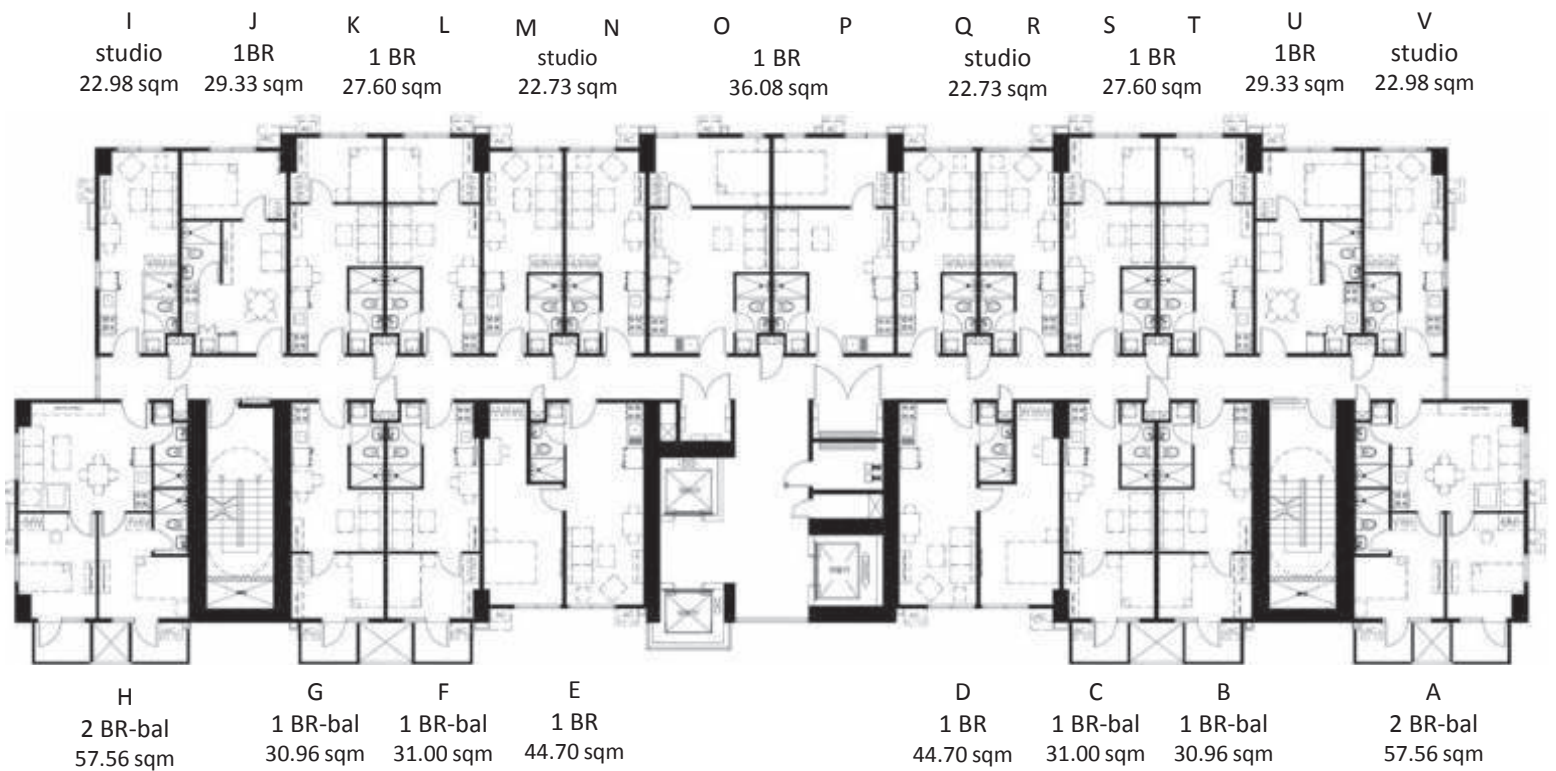 I J K L M N O P Q R S T U V
studio 1BR 1 BR studio 1 BR studio 1 BR 1BR studio
22.98 sqm 29.33 sqm 27.60 sqm 22.73 sqm 36.08 sqm 22.73 sqm 27.60 sqm 29.33 sqm 22.98 sqm
H G F E D C B A
2 BR-bal 1 BR-bal 1 BR-bal 1 BR 1 BR 1 BR-bal 1 BR-bal 2 BR-bal
57.56 sqm 30.96 sqm 31.00 sqm 44.70 sqm 44.70 sqm 31.00 sqm 30.96 sqm 57.56 sqm